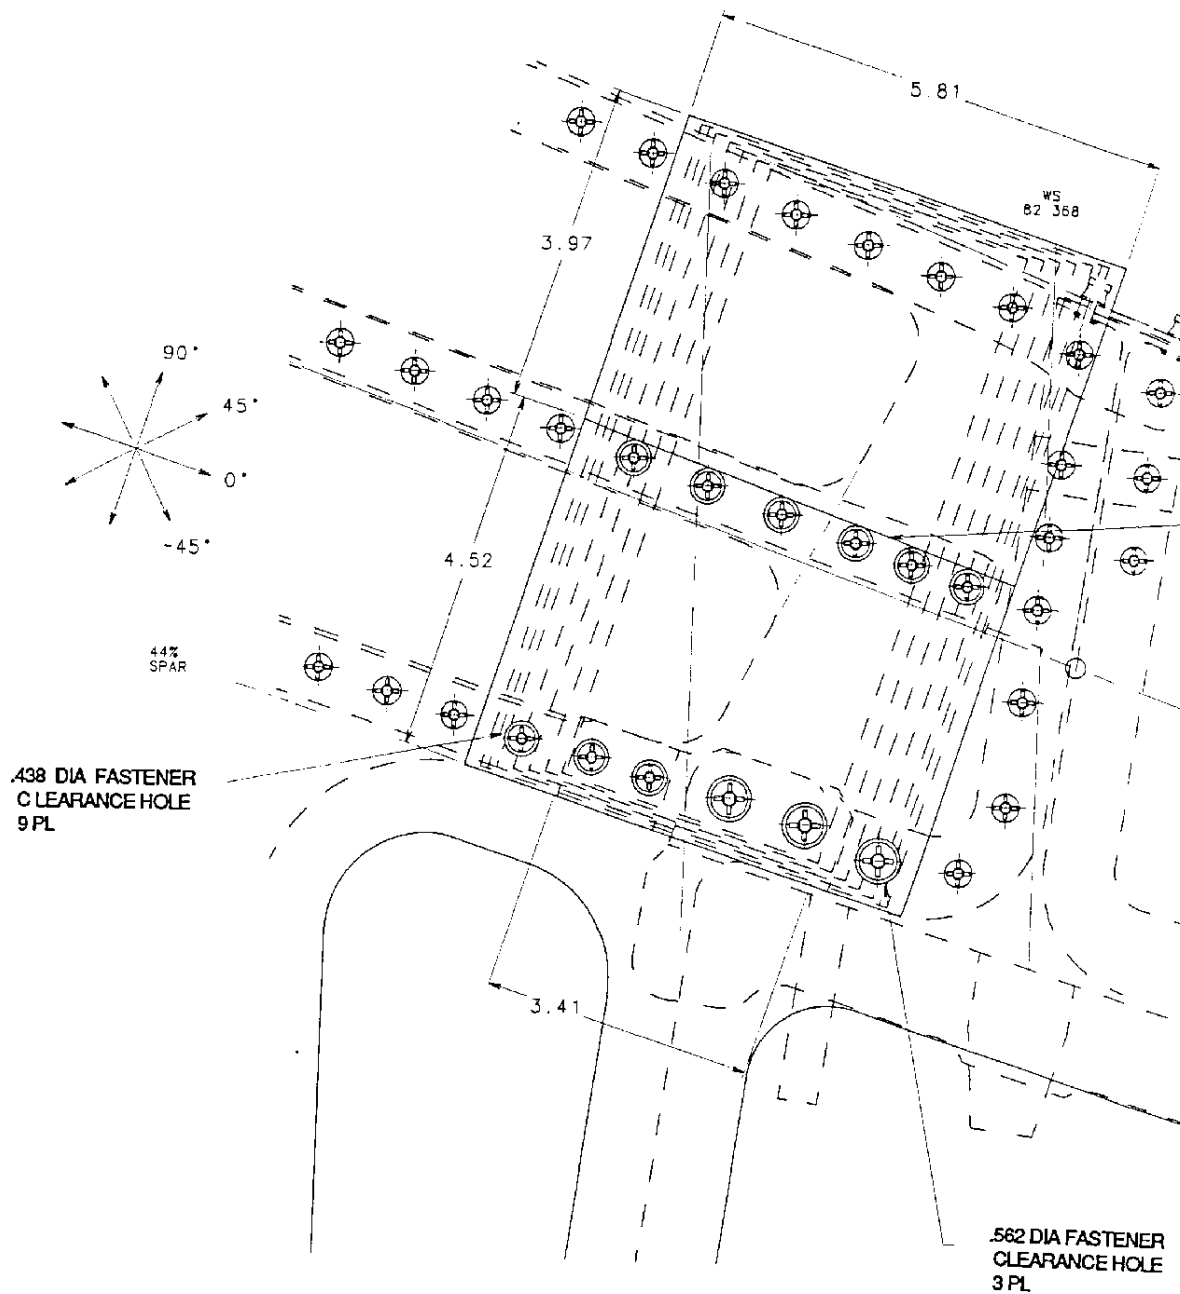 5.81
WS
82 368
3.97
90°
45°
0°
-45°
4.52
44%
SPAR
.438 DIA FASTENER
C LEARANCE HOLE
9 PL
3.41
.562 DIA FASTENER
CLEARANCE HOLE
3 PL